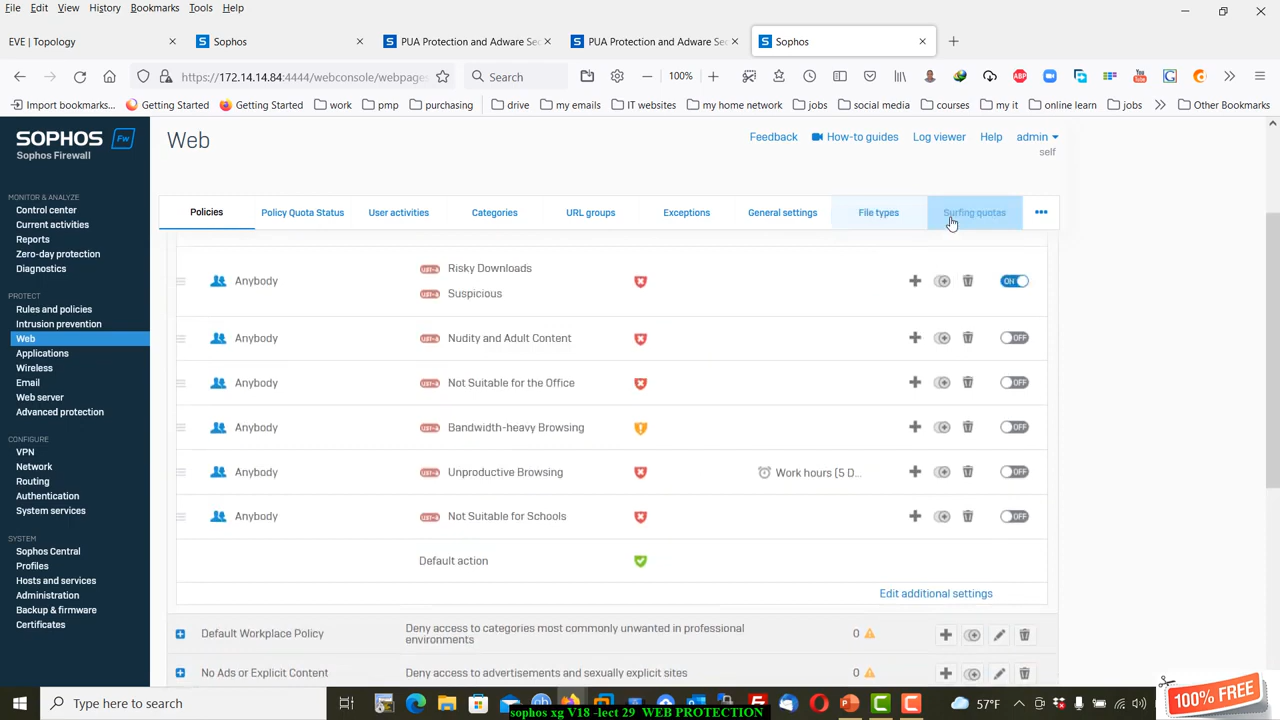 File Edit View History Bookmarks Tools Help
EVE | Topology
Sophos
PUA Protection and Adware Sec
PUA Protection and Adware Sec
Sophos
https://172.14.14.84:4444/webconsole/webpages
Search
100%
ABP
You
G
Import bookmarks...
Getting Started
Getting Started
work
pmp
purchasing
drive
my emails
IT websites
my home network
jobs
social media
courses
my it
online learn
jobs
Other Bookmarks
SOPHOS
Fw
Sophos Firewall
Web
Feedback
How-to guides
Log viewer
Help
admin
self
MONITOR & ANALYZE
Control center
Current activities
Reports
Zero-day protection
Diagnostics
PROTECT
Rules and policies
Intrusion prevention
Web
Applications
Wireless
Email
Web server
Advanced protection
CONFIGURE
VPN
Network
Routing
Authentication
System services
SYSTEM
Sophos Central
Profiles
Hosts and services
Administration
Backup & firmware
Certificates
Policies
Policy Quota Status
User activities
Categories
URL groups
Exceptions
General settings
File types
Surfing quotas
Anybody
Risky Downloads
Suspicious
ON
Anybody
Nudity and Adult Content
OFF
Anybody
Not Suitable for the Office
OFF
Anybody
Bandwidth-heavy Browsing
OFF
Anybody
Unproductive Browsing
Work hours (5 D...
OFF
Anybody
Not Suitable for Schools
OFF
Default action
Edit additional settings
Default Workplace Policy
Deny access to categories most commonly unwanted in professional
environments
0
No Ads or Explicit Content
Deny access to advertisements and sexually explicit sites
0
Type here to search
57°F
sophos xg V18 -lect 29 WEB PROTECTION
100% FREE